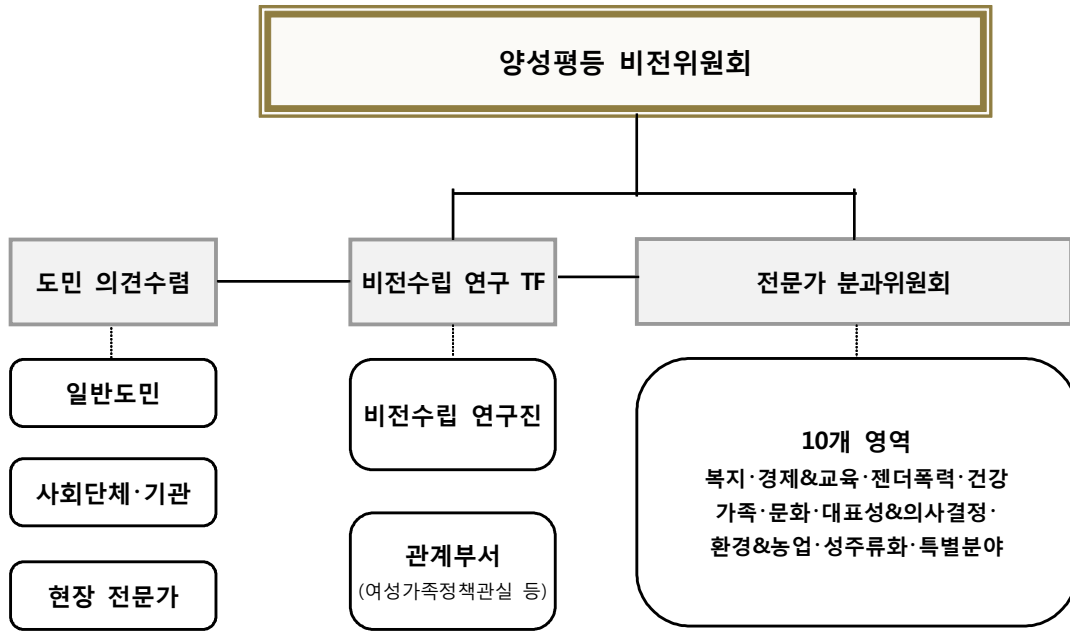 양성평등 비전위원회
도민 의견수렴
비전수립 연구 TF
전문가 분과위원회
일반도민
사회단체·기관
현장 전문가
비전수립 연구진
관계부서
(여성가족정책관실 등)
10개 영역
복지·경제&교육·젠더폭력·건강
가족·문화·대표성&의사결정·
환경&농업·성주류화·특별분야